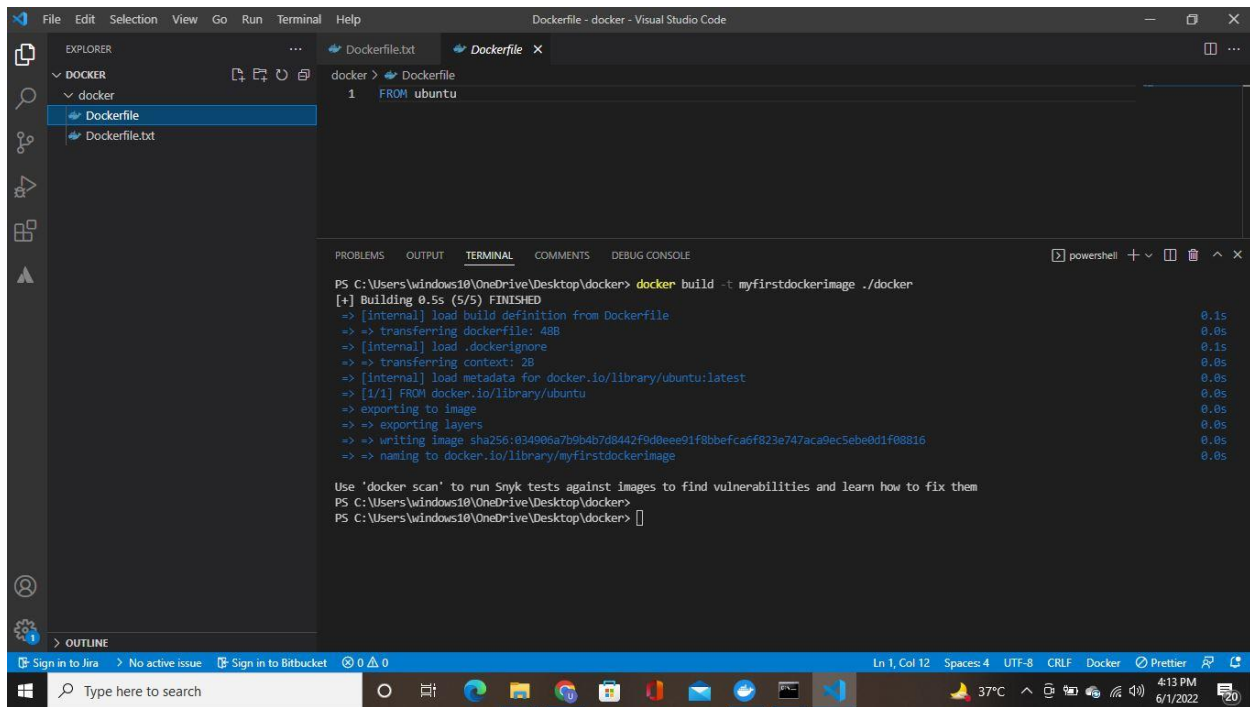 File Edit Selection View Go Run Terminal Help Dockerfile - docker - Visual Studio Code
EXPLORER
DOCKER
docker
Dockerfile
Dockerfile.txt
OUTLINE
Dockerfile.txt Dockerfile
docker > Dockerfile
1 FROM ubuntu
PROBLEMS OUTPUT TERMINAL COMMENTS DEBUG CONSOLE powershell
PS C:\Users\windows10\OneDrive\Desktop\docker> docker build -t myfirstdockerimage ./docker
[+] Building 0.5s (5/5) FINISHED
=> [internal] load build definition from Dockerfile 0.1s
=> => transferring dockerfile: 48B 0.0s
=> [internal] load .dockerignore 0.1s
=> => transferring context: 2B 0.0s
=> [internal] load metadata for docker.io/library/ubuntu:latest 0.0s
=> [1/1] FROM docker.io/library/ubuntu 0.0s
=> exporting to image 0.0s
=> => exporting layers 0.0s
=> => writing image sha256:034906a7b9b4b7d8442f9d0eee91f8bbefca6f823e747aca9ec5ebe0d1f08816 0.0s
=> => naming to docker.io/library/myfirstdockerimage 0.0s
Use 'docker scan' to run Snyk tests against images to find vulnerabilities and learn how to fix them
PS C:\Users\windows10\OneDrive\Desktop\docker>
PS C:\Users\windows10\OneDrive\Desktop\docker>
1
Sign in to Jira > No active issue Sign in to Bitbucket 0 0 Ln 1, Col 12 Spaces: 4 UTF-8 CRLF Docker Prettier
Type here to search 37°C 4:13 PM
6/1/2022 20